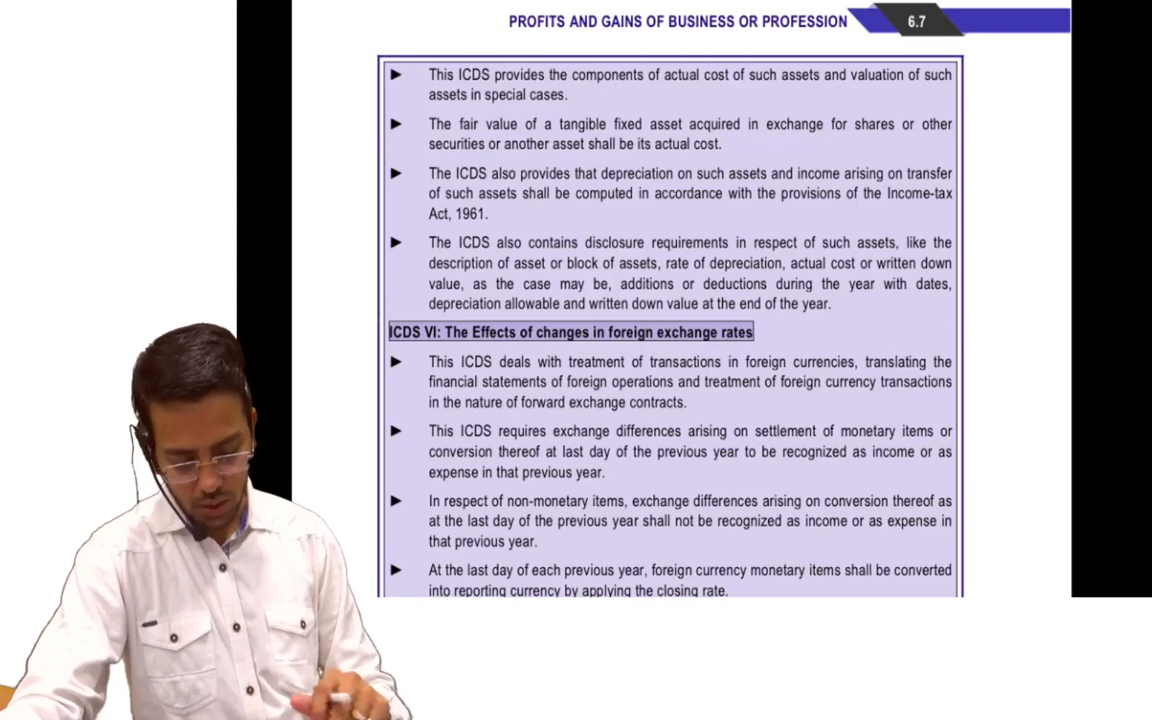 PROFITS AND GAINS OF BUSINESS OR PROFESSION 6.7
► This ICDS provides the components of actual cost of such assets and valuation of such
assets in special cases.
► The fair value of a tangible fixed asset acquired in exchange for shares or other
securities or another asset shall be its actual cost.
► The ICDS also provides that depreciation on such assets and income arising on transfer
of such assets shall be computed in accordance with the provisions of the Income-tax
Act, 1961.
► The ICDS also contains disclosure requirements in respect of such assets, like the
description of asset or block of assets, rate of depreciation, actual cost or written down
value, as the case may be, additions or deductions during the year with dates,
depreciation allowable and written down value at the end of the year.
ICDS VI: The Effects of changes in foreign exchange rates
► This ICDS deals with treatment of transactions in foreign currencies, translating the
financial statements of foreign operations and treatment of foreign currency transactions
in the nature of forward exchange contracts.
► This ICDS requires exchange differences arising on settlement of monetary items or
conversion thereof at last day of the previous year to be recognized as income or as
expense in that previous year.
► In respect of non-monetary items, exchange differences arising on conversion thereof as
at the last day of the previous year shall not be recognized as income or as expense in
that previous year.
► At the last day of each previous year, foreign currency monetary items shall be converted
into reporting currency by applying the closing rate.